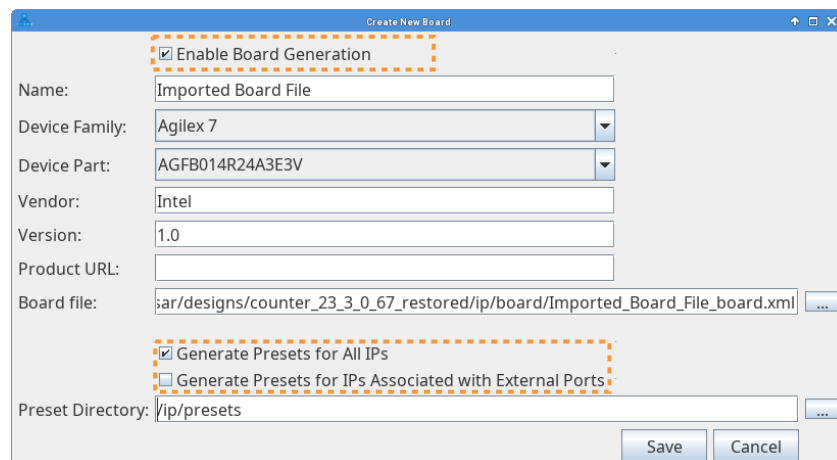 Create New Board
Enable Board Generation
Name: Imported Board File
Device Family: Agilex 7
Device Part: AGFB014R24A3E3V
Vendor: Intel
Version: 1.0
Product URL:
Board file: sar/designs/counter_23_3_0_67_restored/ip/board/Imported_Board_File_board.xml ...
Generate Presets for All IPs
Generate Presets for IPs Associated with External Ports
Preset Directory: /ip/presets ...
Save Cancel